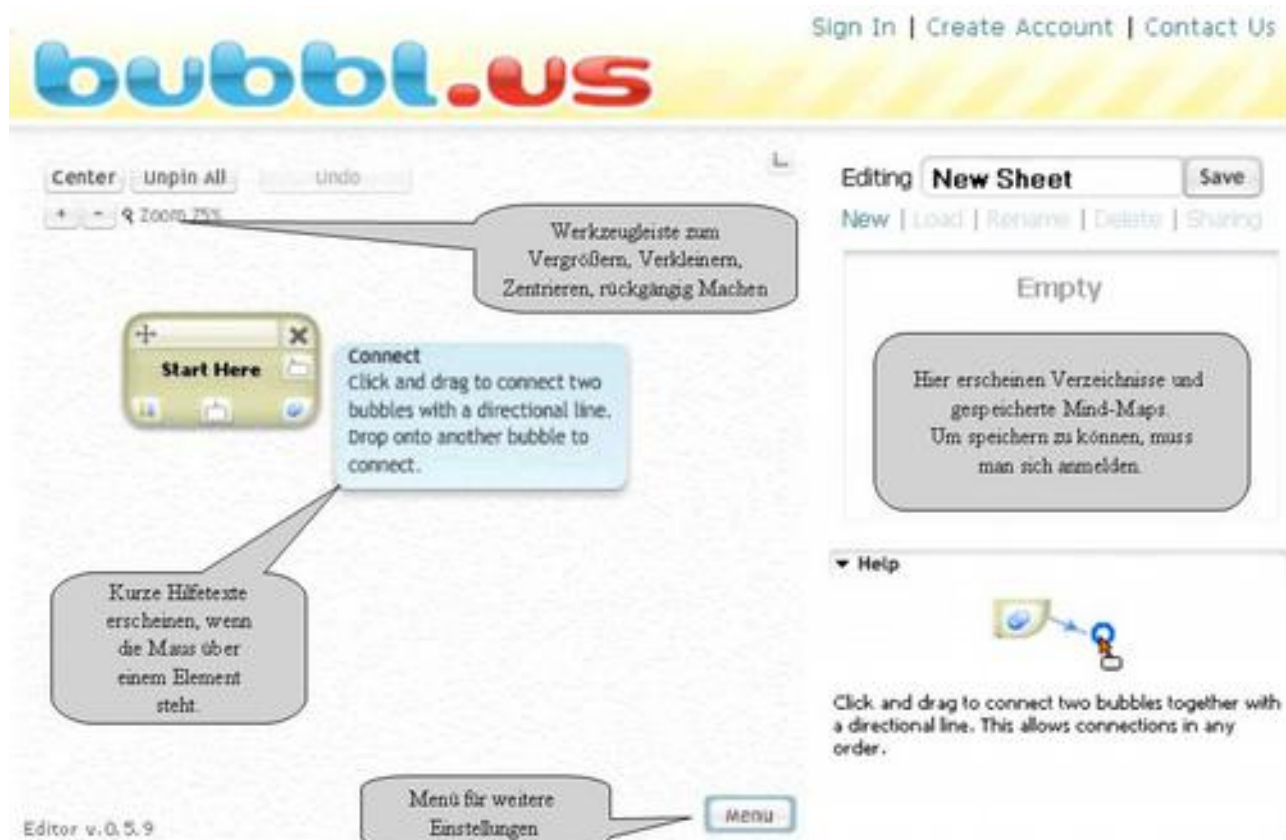 Sign In | Create Account | Contact Us
bubbl.us
Center Unpin All Undo
+ - Zoom 75%
Werkzeugleiste zum
Vergrößern, Verkleinern,
Zentrieren, rückgängig Machen
Start Here
Connect
Click and drag to connect two
bubbles with a directional line.
Drop onto another bubble to
connect.
Kurze Hilfetexte
erscheinen, wenn
die Maus über
einem Element
steht.
Menü für weitere
Einstellungen
Menu
Editor v.0.5.9
Editing New Sheet Save
New | Load | Rename | Delete | Sharing
Empty
Hier erscheinen Verzeichnisse und
gespeicherte Mind-Maps.
Um speichern zu können, muss
man sich anmelden.
Help
Click and drag to connect two bubbles together with
a directional line. This allows connections in any
order.